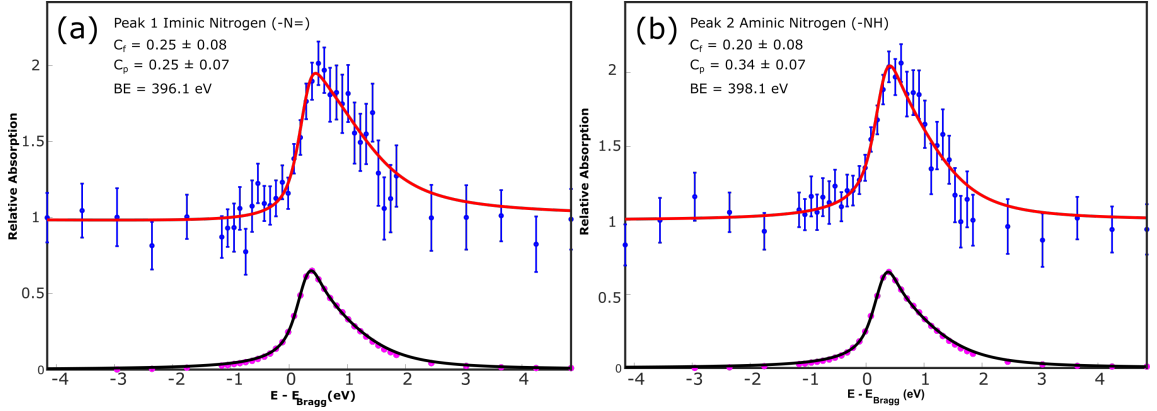 (a)
Peak 1 Iminic Nitrogen (-N=)
C_f = 0.25 ± 0.08
C_p = 0.25 ± 0.07
BE = 396.1 eV
Relative Absorption
2
1.5
1
0.5
0
-4 -3 -2 -1 0 1 2 3 4
E - E_Bragg (eV)
(b)
Peak 2 Aminic Nitrogen (-NH)
C_f = 0.20 ± 0.08
C_p = 0.34 ± 0.07
BE = 398.1 eV
Relative Absorption
2
1.5
1
0.5
0
-4 -3 -2 -1 0 1 2 3 4
E - E_Bragg (eV)